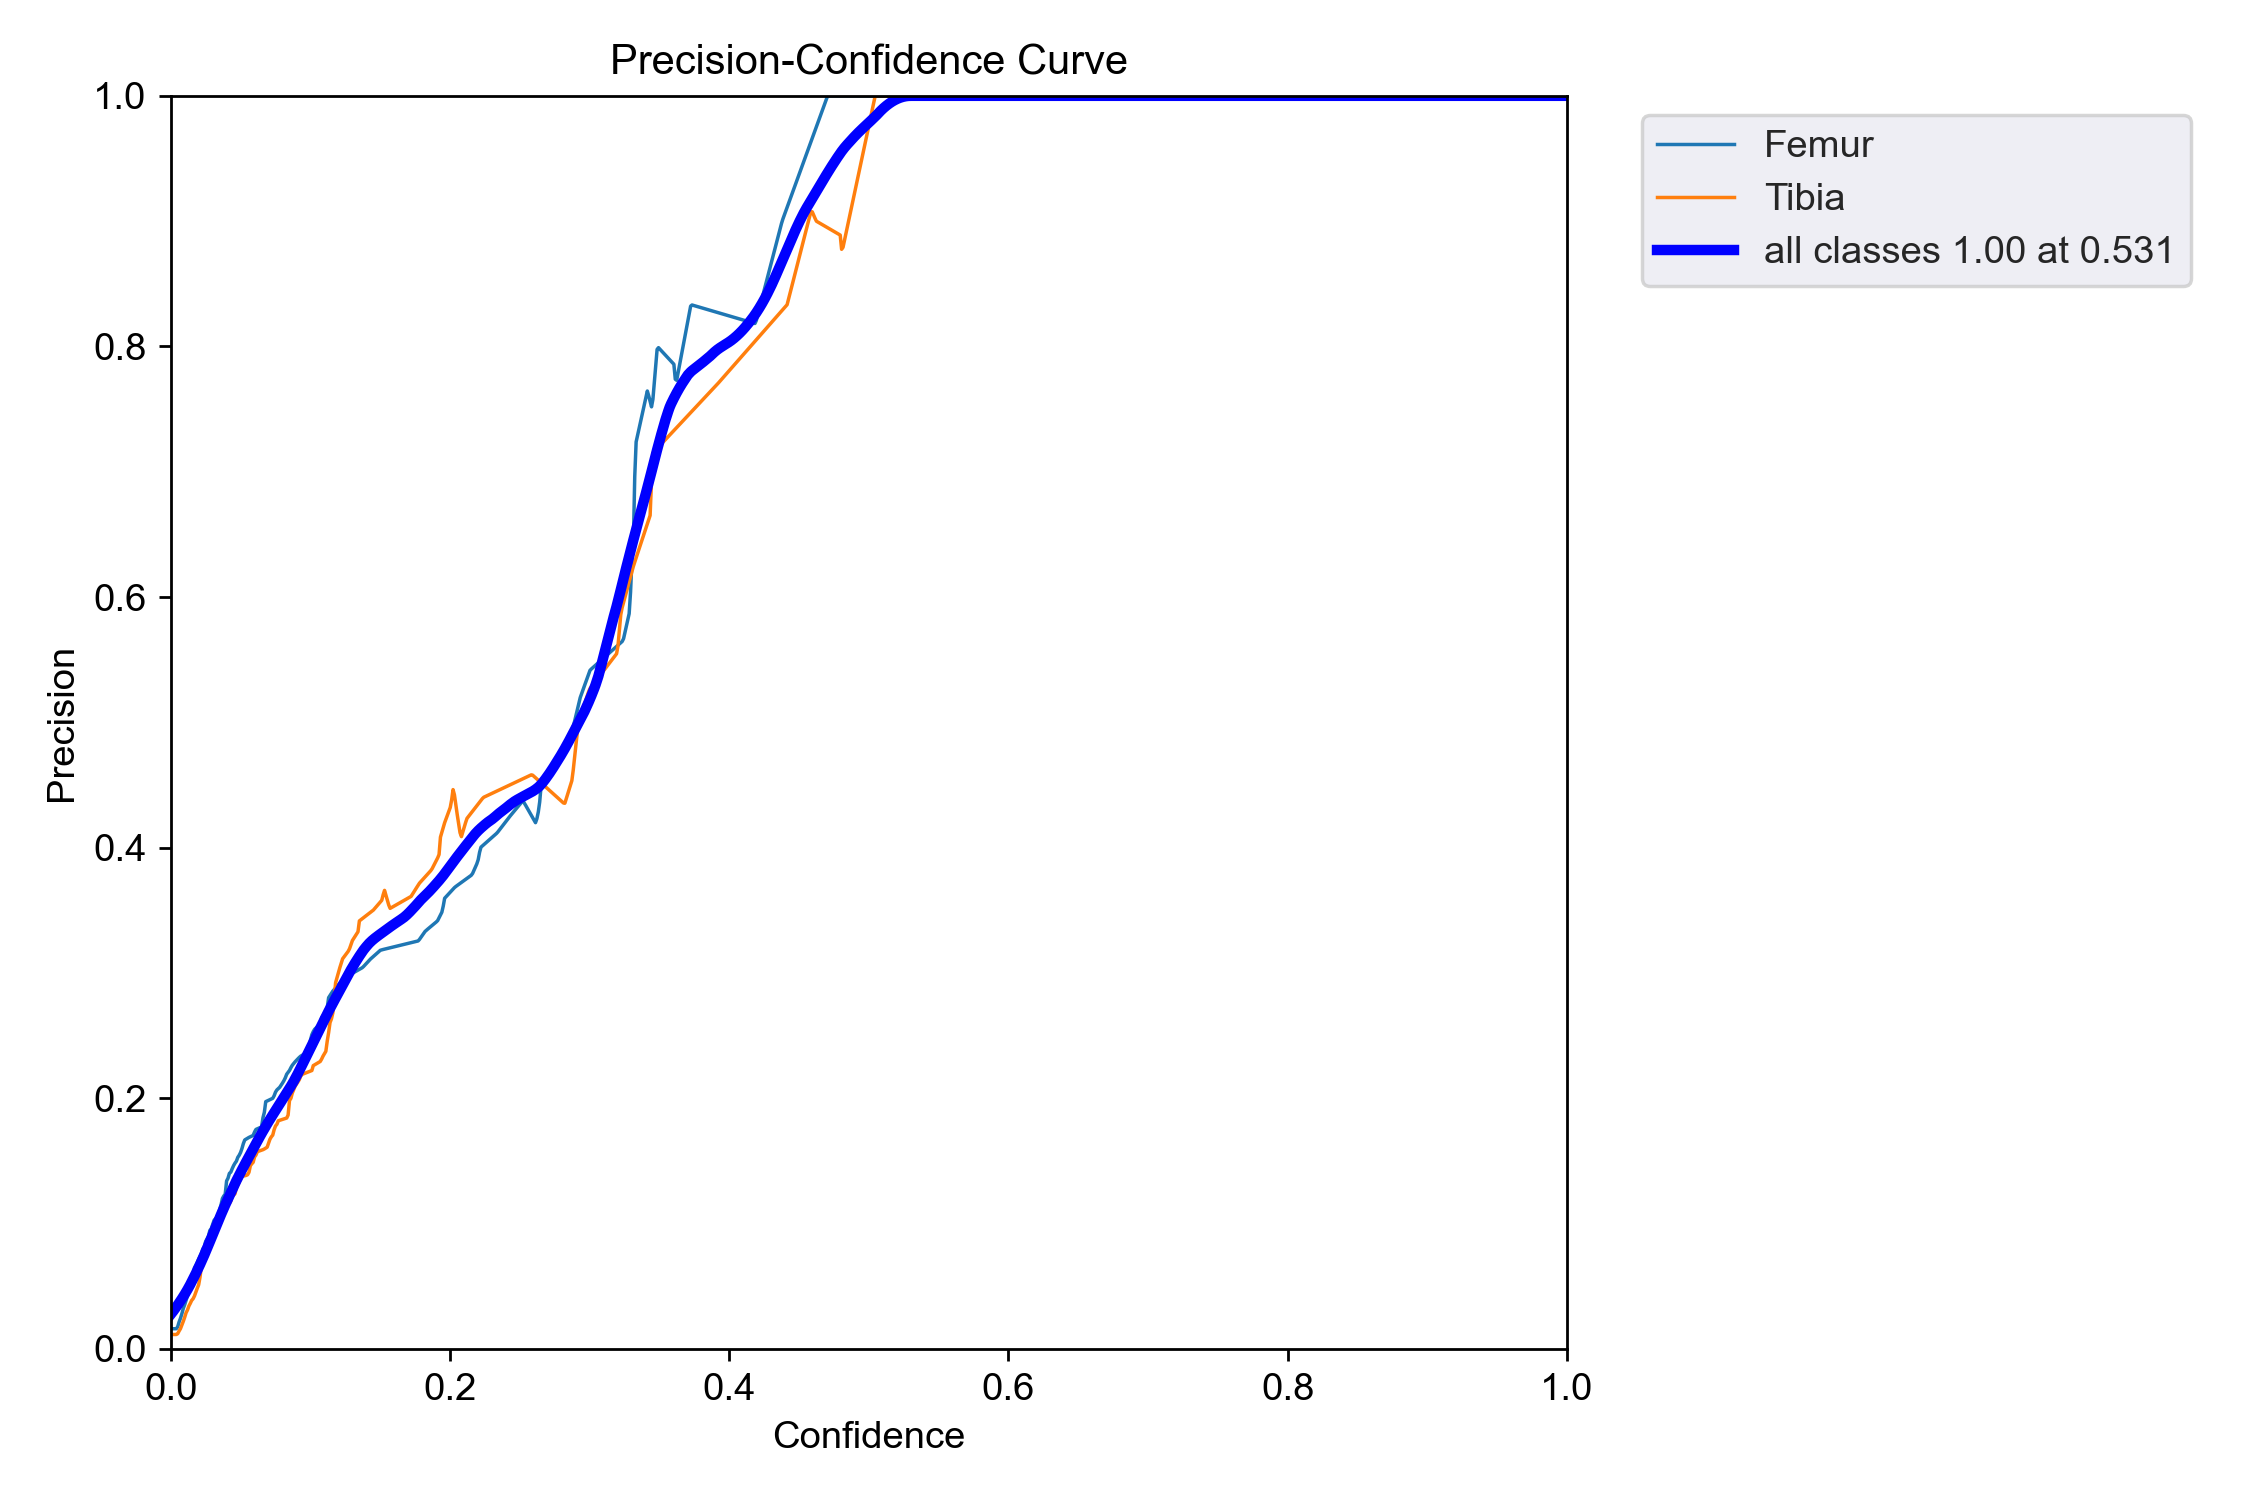 Precision-Confidence Curve
1.0
0.8
0.6
0.4
0.2
0.0
Precision
0.0 0.2 0.4 0.6 0.8 1.0
Confidence
Femur
Tibia
all classes 1.00 at 0.531